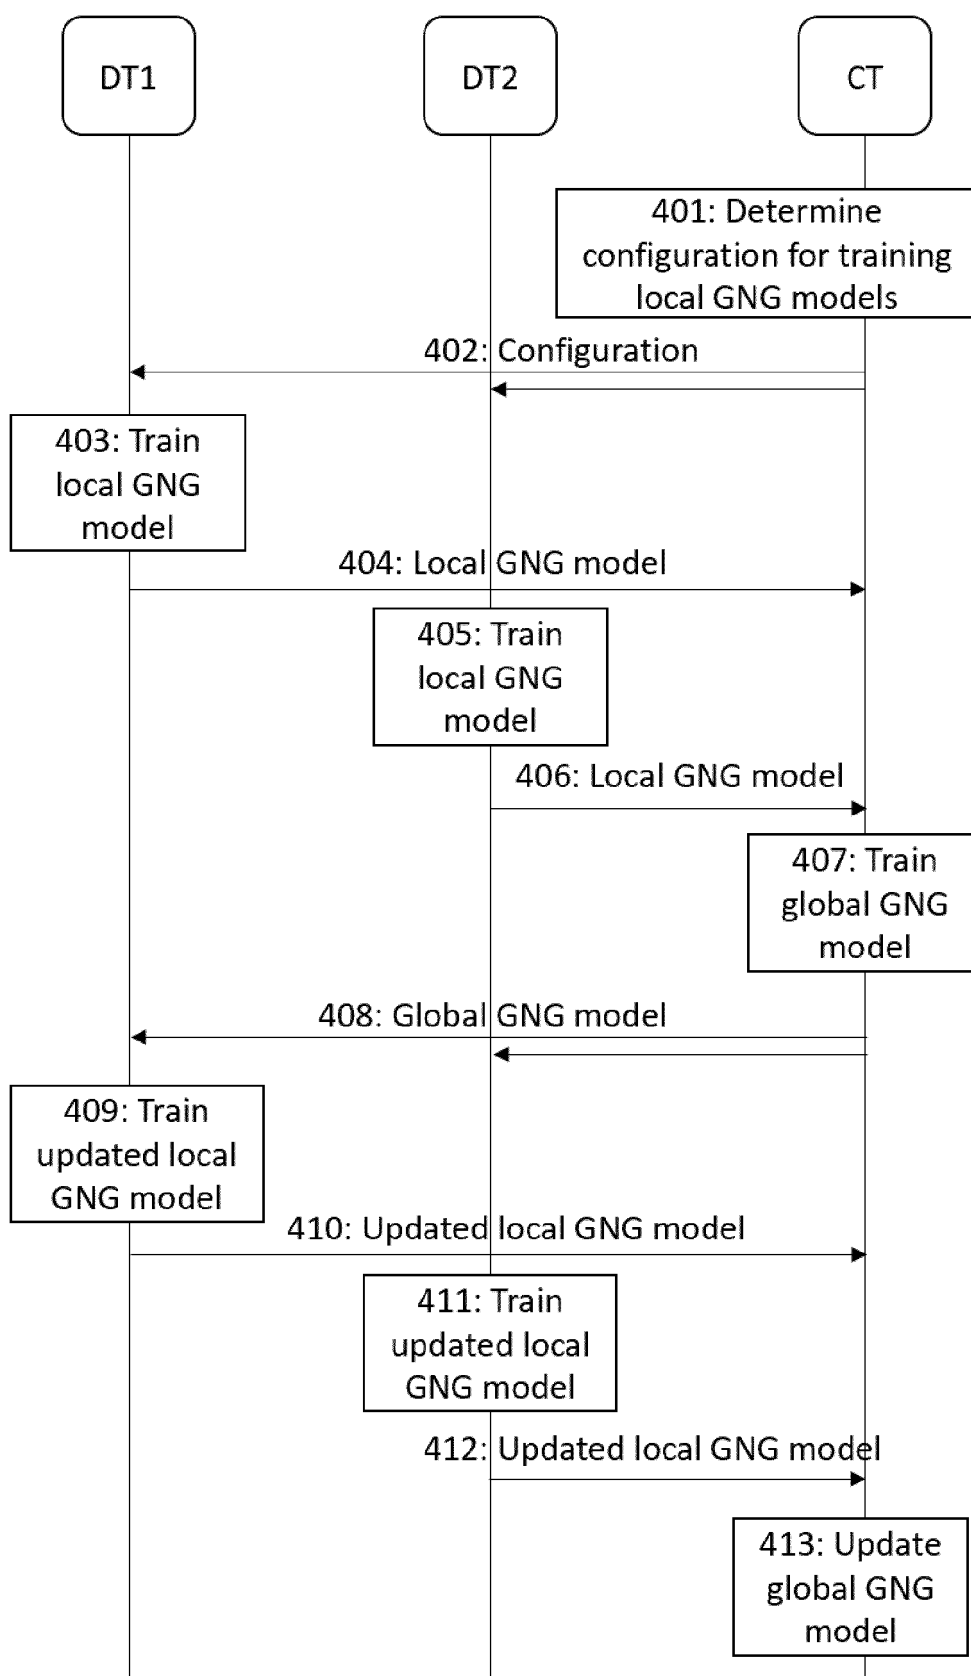 DT1
DT2
CT
401: Determine
configuration for training
local GNG models
402: Configuration
403: Train
local GNG
model
404: Local GNG model
405: Train
local GNG
model
406: Local GNG model
407: Train
global GNG
model
408: Global GNG model
409: Train
updated local
GNG model
410: Updated local GNG model
411: Train
updated local
GNG model
412: Updated local GNG model
413: Update
global GNG
model